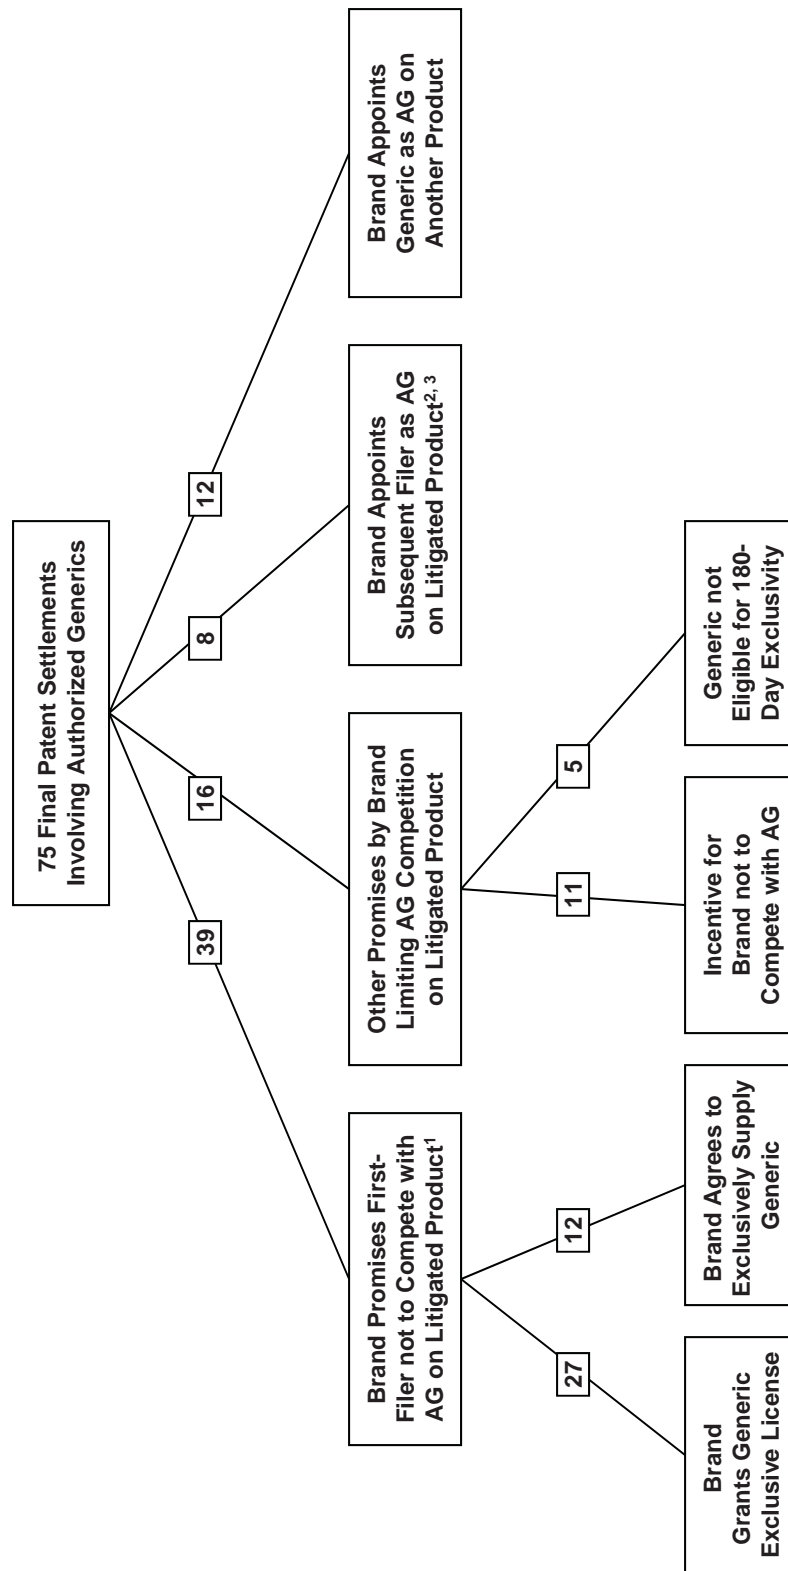 75 Final Patent Settlements
Involving Authorized Generics
39
16
8
12
Brand Promises First-
Filer not to Compete with
AG on Litigated Product¹
Other Promises by Brand
Limiting AG Competition
on Litigated Product
Brand Appoints
Subsequent Filer as AG
on Litigated Product²,³
Brand Appoints
Generic as AG on
Another Product
27
12
11
5
Brand
Grants Generic
Exclusive License
Brand Agrees to
Exclusively Supply
Generic
Incentive for
Brand not to
Compete with AG
Generic not
Eligible for 180-
Day Exclusivity